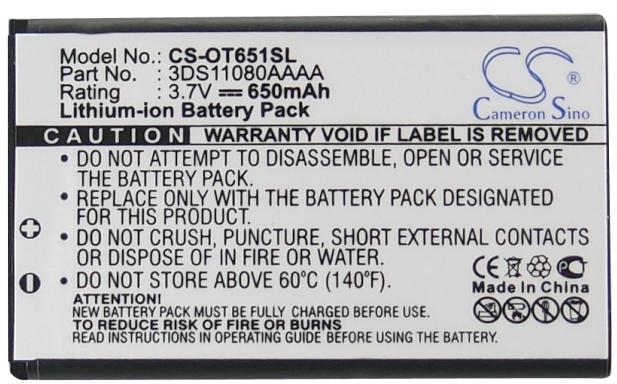 Model No.: CS-OT651SL
Part No.: 3DS11080AAAA
Rating : 3.7V ⎓ 650mAh
Lithium-ion Battery Pack
CS
®
Cameron Sino
CAUTION WARRANTY VOID IF LABEL IS REMOVED
• DO NOT ATTEMPT TO DISASSEMBLE, OPEN OR SERVICE
THE BATTERY PACK.
• REPLACE ONLY WITH THE BATTERY PACK DESIGNATED
FOR THIS PRODUCT.
• DO NOT CRUSH, PUNCTURE, SHORT EXTERNAL CONTACTS
OR DISPOSE OF IN FIRE OR WATER.
• DO NOT STORE ABOVE 60°C (140°F).
CE
Made In China
ATTENTION!
NEW BATTERY PACK MUST BE FULLY CHARGED BEFORE USE
TO REDUCE RISK OF FIRE OR BURNS
READ INSTRUCTIONS IN OPERATING GUIDE BEFORE USING BATTERY.